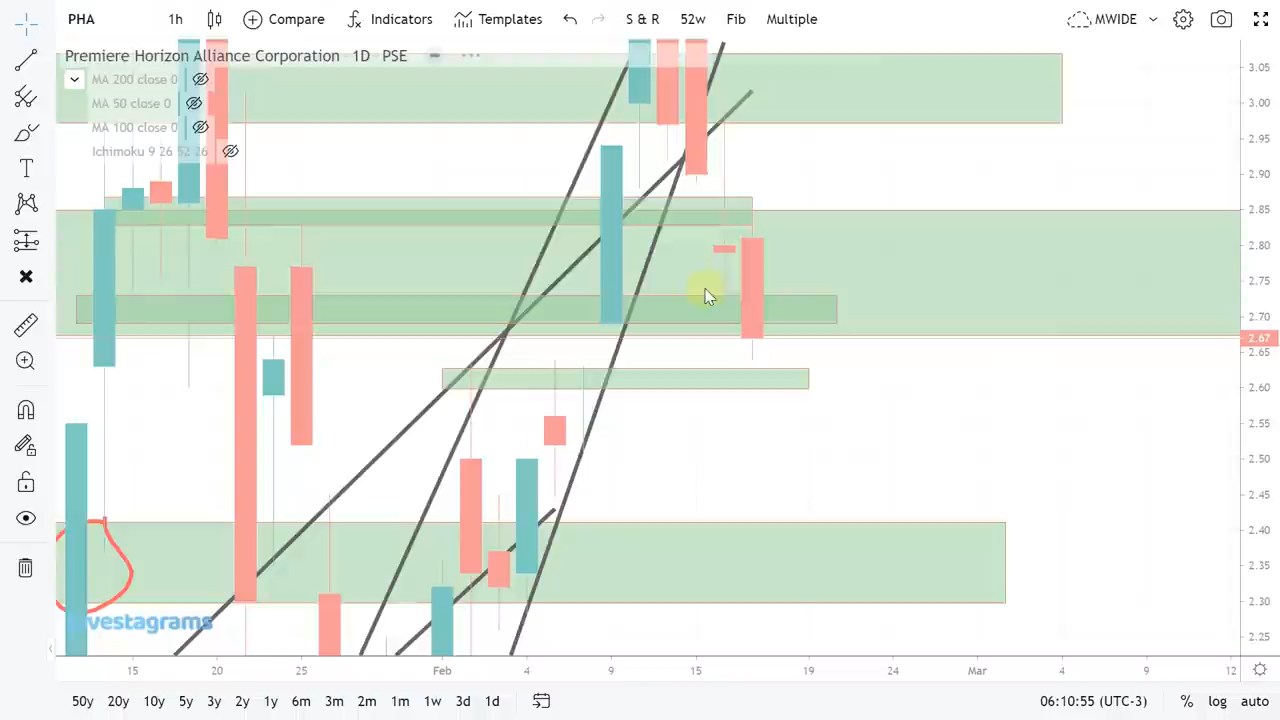 PHA 1h Compare Indicators Templates S & R 52w Fib Multiple MWIDE
Premiere Horizon Alliance Corporation 1D PSE
MA 200 close 0
MA 50 close 0
MA 100 close 0
Ichimoku 9 26 52 26
3.05
3.00
2.95
2.90
2.85
2.80
2.75
2.70
2.67
2.65
2.60
2.55
2.50
2.45
2.40
2.35
2.30
2.25
vestagrams
15 20 25 Feb 4 9 15 19 24 Mar 4 9 12
50y 20y 10y 5y 3y 2y 1y 6m 3m 2m 1m 1w 3d 1d 06:10:55 (UTC-3) % log auto